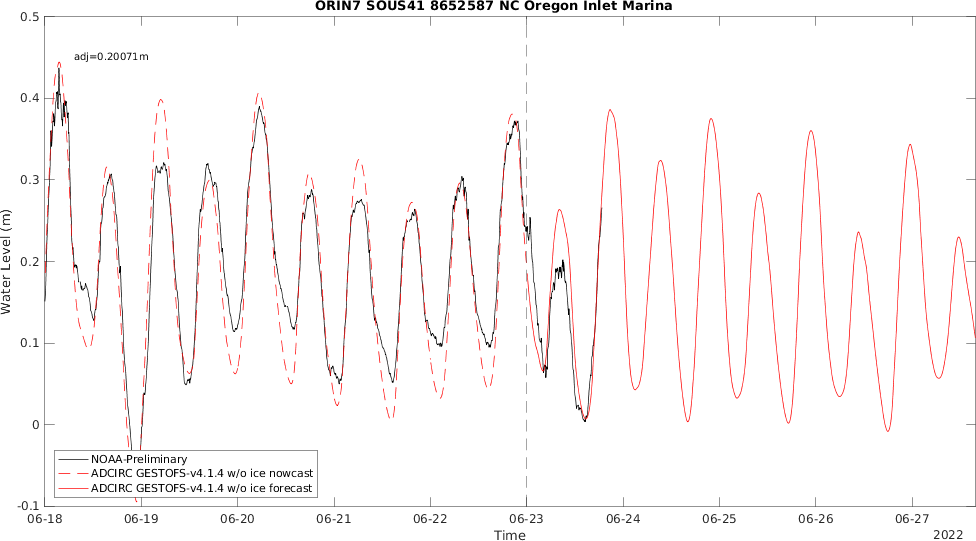 ORIN7 SOUS41 8652587 NC Oregon Inlet Marina
adj=0.20071m
0.5
0.4
0.3
0.2
0.1
0
-0.1
Water Level (m)
NOAA-Preliminary
ADCIRC GESTOFS-v4.1.4 w/o ice nowcast
ADCIRC GESTOFS-v4.1.4 w/o ice forecast
06-18 06-19 06-20 06-21 06-22 06-23 06-24 06-25 06-26 06-27
Time
2022